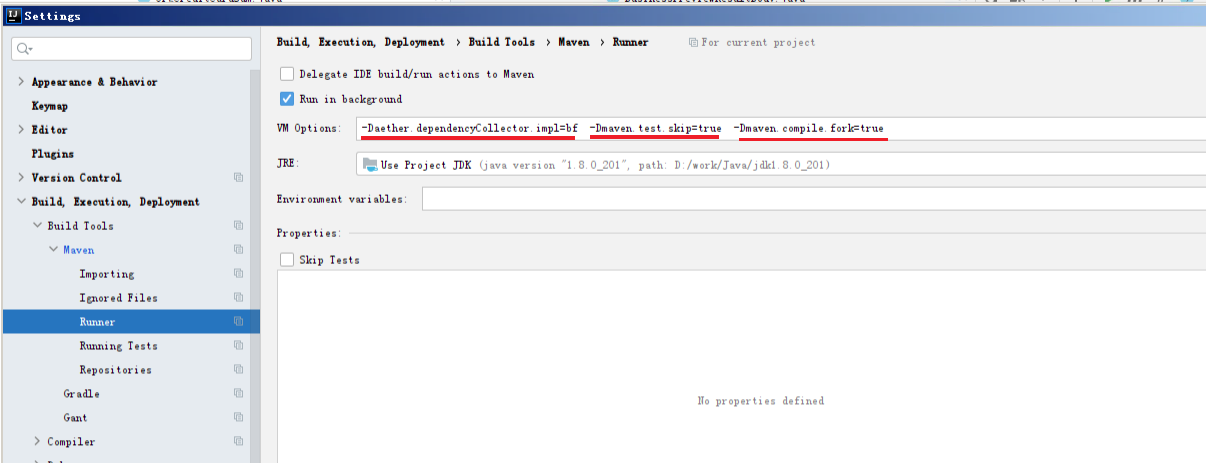 Settings
Build, Execution, Deployment > Build Tools > Maven > Runner For current project
Delegate IDE build/run actions to Maven
Appearance & Behavior
Run in background
Keymap
VM Options: -Daether.dependencyCollector.impl=bf -Dmaven.test.skip=true -Dmaven.compile.fork=true
Editor
Plugins
JRE: Use Project JDK (java version "1.8.0_201", path: D:/work/Java/jdk1.8.0_201)
Version Control
Build, Execution, Deployment
Environment variables:
Build Tools
Properties:
Maven
Skip Tests
Importing
Ignored Files
Runner
Running Tests
Repositories
Gradle
No properties defined
Gant
Compiler